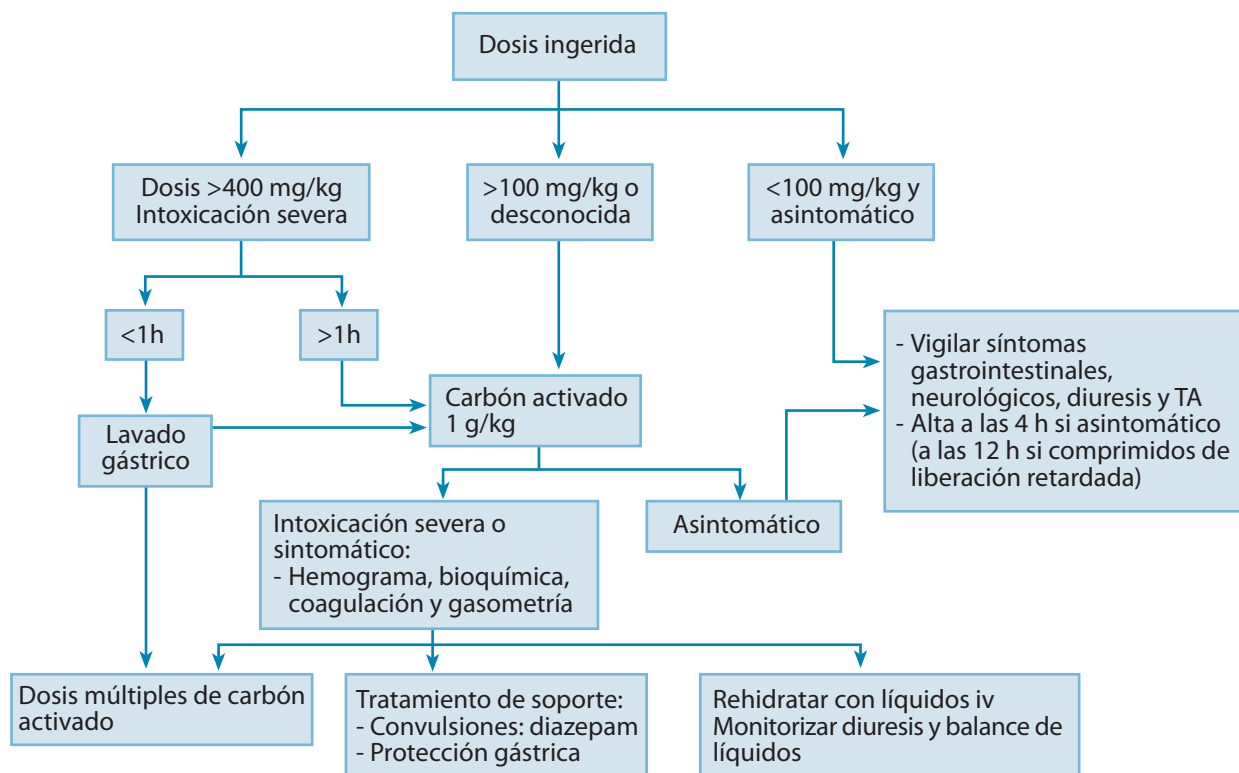 Dosis ingerida
Dosis >400 mg/kg
Intoxicación severa
>100 mg/kg o
desconocida
<100 mg/kg y
asintomático
<1h
>1h
- Vigilar síntomas
gastrointestinales,
neurológicos, diuresis y TA
- Alta a las 4 h si asintomático
(a las 12 h si comprimidos de
liberación retardada)
Carbón activado
1 g/kg
Lavado
gástrico
Intoxicación severa o
sintomático:
- Hemograma, bioquímica,
coagulación y gasometría
Asintomático
Dosis múltiples de carbón
activado
Tratamiento de soporte:
- Convulsiones: diazepam
- Protección gástrica
Rehidratar con líquidos iv
Monitorizar diuresis y balance de
líquidos